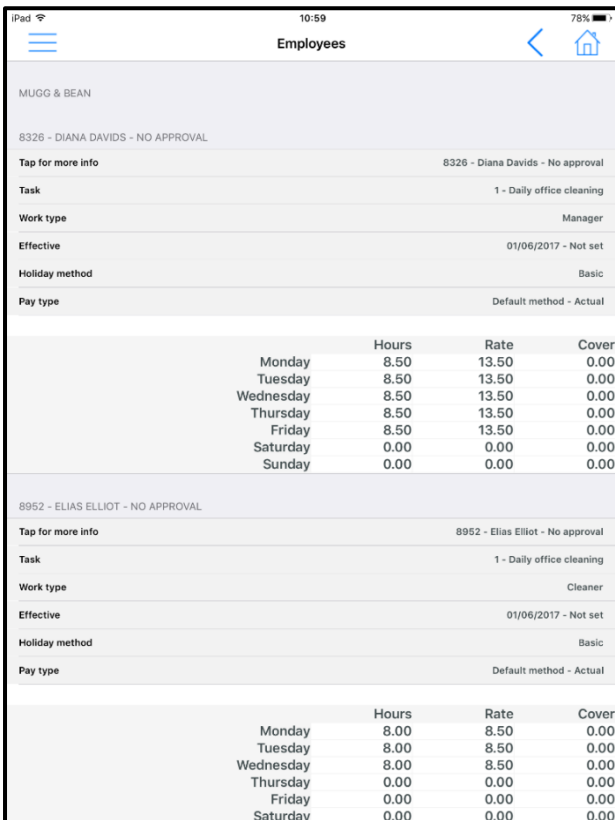 iPad 10:59 78%
Employees
MUGG & BEAN
8326 - DIANA DAVIDS - NO APPROVAL
Tap for more info 8326 - Diana Davids - No approval
Task 1 - Daily office cleaning
Work type Manager
Effective 01/06/2017 - Not set
Holiday method Basic
Pay type Default method - Actual
Hours Rate Cover
Monday 8.50 13.50 0.00
Tuesday 8.50 13.50 0.00
Wednesday 8.50 13.50 0.00
Thursday 8.50 13.50 0.00
Friday 8.50 13.50 0.00
Saturday 0.00 0.00 0.00
Sunday 0.00 0.00 0.00
8952 - ELIAS ELLIOT - NO APPROVAL
Tap for more info 8952 - Elias Elliot - No approval
Task 1 - Daily office cleaning
Work type Cleaner
Effective 01/06/2017 - Not set
Holiday method Basic
Pay type Default method - Actual
Hours Rate Cover
Monday 8.00 8.50 0.00
Tuesday 8.00 8.50 0.00
Wednesday 8.00 8.50 0.00
Thursday 0.00 0.00 0.00
Friday 0.00 0.00 0.00
Saturday 0.00 0.00 0.00